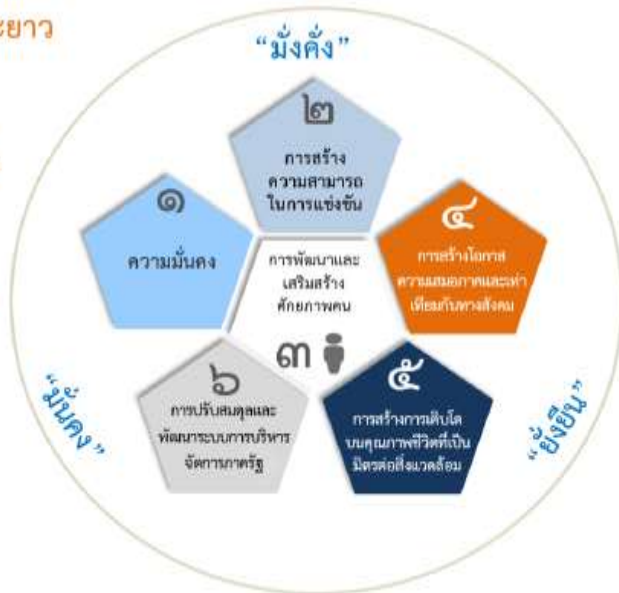 ะยาว
“มั่งคั่ง”
๒
การสร้าง
ความสามารถ
ในการแข่งขัน
๑
ความมั่นคง
๔
การสร้างโอกาส
ความเสมอภาคและเท่า
เทียมกันทางสังคม
การพัฒนาและ
เสริมสร้าง
ศักยภาพคน
๓
๖
การปรับสมดุลและ
พัฒนาระบบการบริหาร
จัดการภาครัฐ
๕
การสร้างการเติบโต
บนคุณภาพชีวิตที่เป็น
มิตรต่อสิ่งแวดล้อม
“มั่นคง”
“ยั่งยืน”